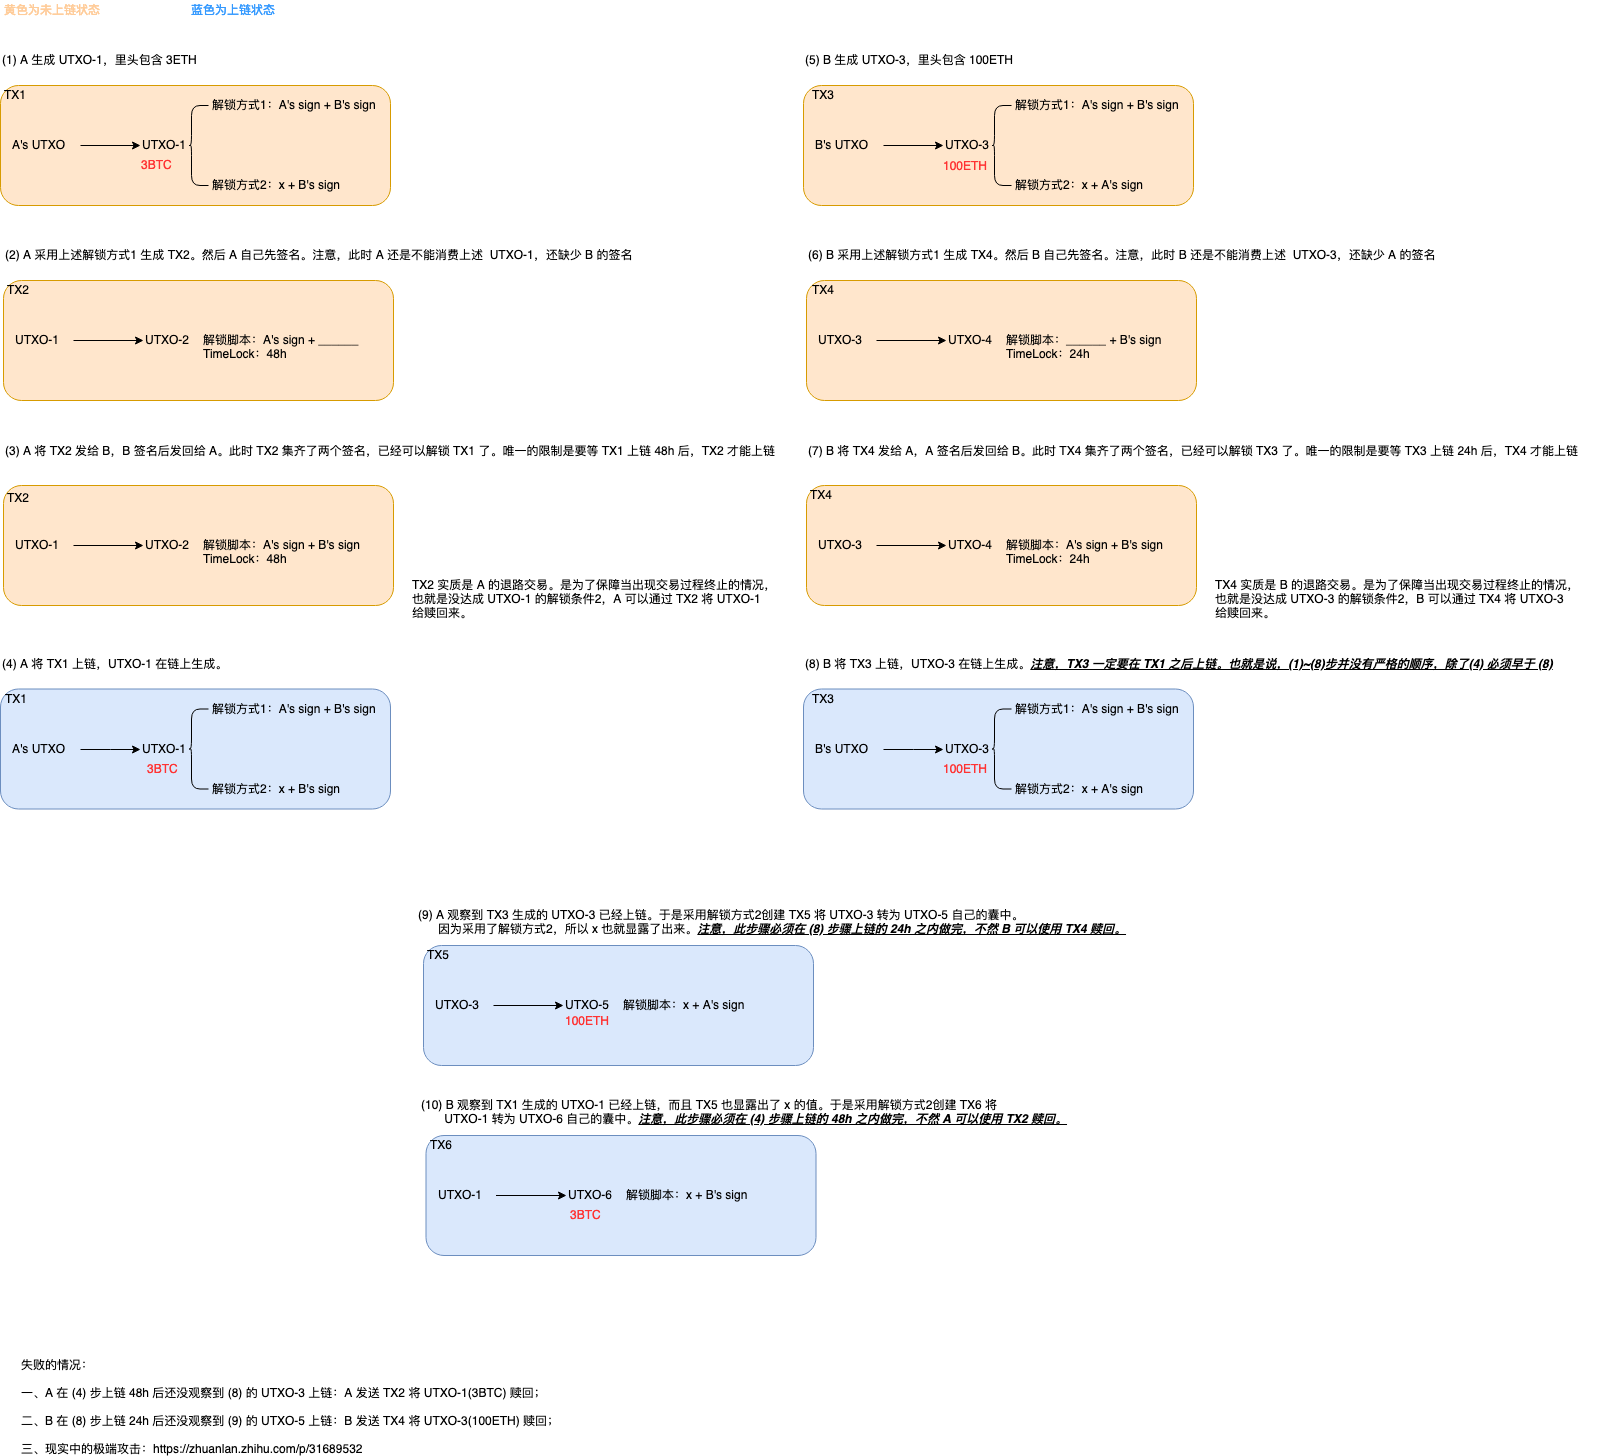 黄色为未上链状态
蓝色为上链状态
(1) A 生成 UTXO-1，里头包含 3ETH
TX1
A's UTXO
UTXO-1
3BTC
解锁方式1：A's sign + B's sign
解锁方式2：x + B's sign
(5) B 生成 UTXO-3，里头包含 100ETH
TX3
B's UTXO
UTXO-3
100ETH
解锁方式1：A's sign + B's sign
解锁方式2：x + A's sign
(2) A 采用上述解锁方式1 生成 TX2。然后 A 自己先签名。注意，此时 A 还是不能消费上述 UTXO-1，还缺少 B 的签名
TX2
UTXO-1
UTXO-2
解锁脚本：A's sign + ______
TimeLock：48h
(6) B 采用上述解锁方式1 生成 TX4。然后 B 自己先签名。注意，此时 B 还是不能消费上述 UTXO-3，还缺少 A 的签名
TX4
UTXO-3
UTXO-4
解锁脚本：______ + B's sign
TimeLock：24h
(3) A 将 TX2 发给 B，B 签名后发回给 A。此时 TX2 集齐了两个签名，已经可以解锁 TX1 了。唯一的限制是要等 TX1 上链 48h 后，TX2 才能上链
TX2
UTXO-1
UTXO-2
解锁脚本：A's sign + B's sign
TimeLock：48h
TX2 实质是 A 的退路交易。是为了保障当出现交易过程终止的情况，
也就是没达成 UTXO-1 的解锁条件2，A 可以通过 TX2 将 UTXO-1
给赎回来。
(7) B 将 TX4 发给 A，A 签名后发回给 B。此时 TX4 集齐了两个签名，已经可以解锁 TX3 了。唯一的限制是要等 TX3 上链 24h 后，TX4 才能上链
TX4
UTXO-3
UTXO-4
解锁脚本：A's sign + B's sign
TimeLock：24h
TX4 实质是 B 的退路交易。是为了保障当出现交易过程终止的情况，
也就是没达成 UTXO-3 的解锁条件2，B 可以通过 TX4 将 UTXO-3
给赎回来。
(4) A 将 TX1 上链，UTXO-1 在链上生成。
TX1
A's UTXO
UTXO-1
3BTC
解锁方式1：A's sign + B's sign
解锁方式2：x + B's sign
(8) B 将 TX3 上链，UTXO-3 在链上生成。注意，TX3 一定要在 TX1 之后上链。也就是说，(1)~(8)步并没有严格的顺序，除了(4) 必须早于 (8)
TX3
B's UTXO
UTXO-3
100ETH
解锁方式1：A's sign + B's sign
解锁方式2：x + A's sign
(9) A 观察到 TX3 生成的 UTXO-3 已经上链。于是采用解锁方式2创建 TX5 将 UTXO-3 转为 UTXO-5 自己的囊中。
因为采用了解锁方式2，所以 x 也就显露了出来。注意，此步骤必须在 (8) 步骤上链的 24h 之内做完，不然 B 可以使用 TX4 赎回。
TX5
UTXO-3
UTXO-5
100ETH
解锁脚本：x + A's sign
(10) B 观察到 TX1 生成的 UTXO-1 已经上链，而且 TX5 也显露出了 x 的值。于是采用解锁方式2创建 TX6 将
UTXO-1 转为 UTXO-6 自己的囊中。注意，此步骤必须在 (4) 步骤上链的 48h 之内做完，不然 A 可以使用 TX2 赎回。
TX6
UTXO-1
UTXO-6
3BTC
解锁脚本：x + B's sign
失败的情况：
一、A 在 (4) 步上链 48h 后还没观察到 (8) 的 UTXO-3 上链：A 发送 TX2 将 UTXO-1(3BTC) 赎回；
二、B 在 (8) 步上链 24h 后还没观察到 (9) 的 UTXO-5 上链：B 发送 TX4 将 UTXO-3(100ETH) 赎回；
三、现实中的极端攻击：https://zhuanlan.zhihu.com/p/31689532